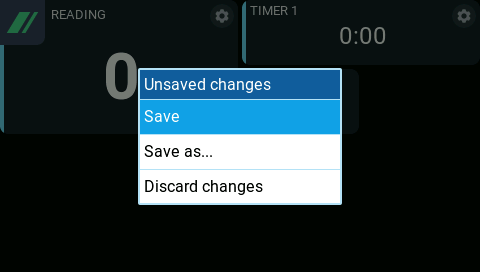 READING
TIMER 1
0:00
0
Unsaved changes
Save
Save as...
Discard changes